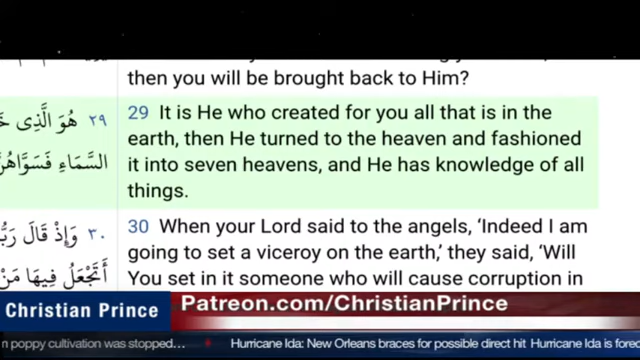 then you will be brought back to Him?
٢٩ هُوَ الَّذِى
29 It is He who created for you all that is in the
earth, then He turned to the heaven and fashioned
السَّمَاءِ فَسَوَّاهُنَّ
it into seven heavens, and He has knowledge of all
things.
٣٠ وَإِذْ قَالَ
30 When your Lord said to the angels, ‘Indeed I am
going to set a viceroy on the earth,’ they said, ‘Will
أَتَجْعَلُ فِيهَا مَنْ
You set in it someone who will cause corruption in
Christian Prince
Patreon.com/ChristianPrince
poppy cultivation was stopped... Hurricane Ida: New Orleans braces for possible direct hit Hurricane Ida is